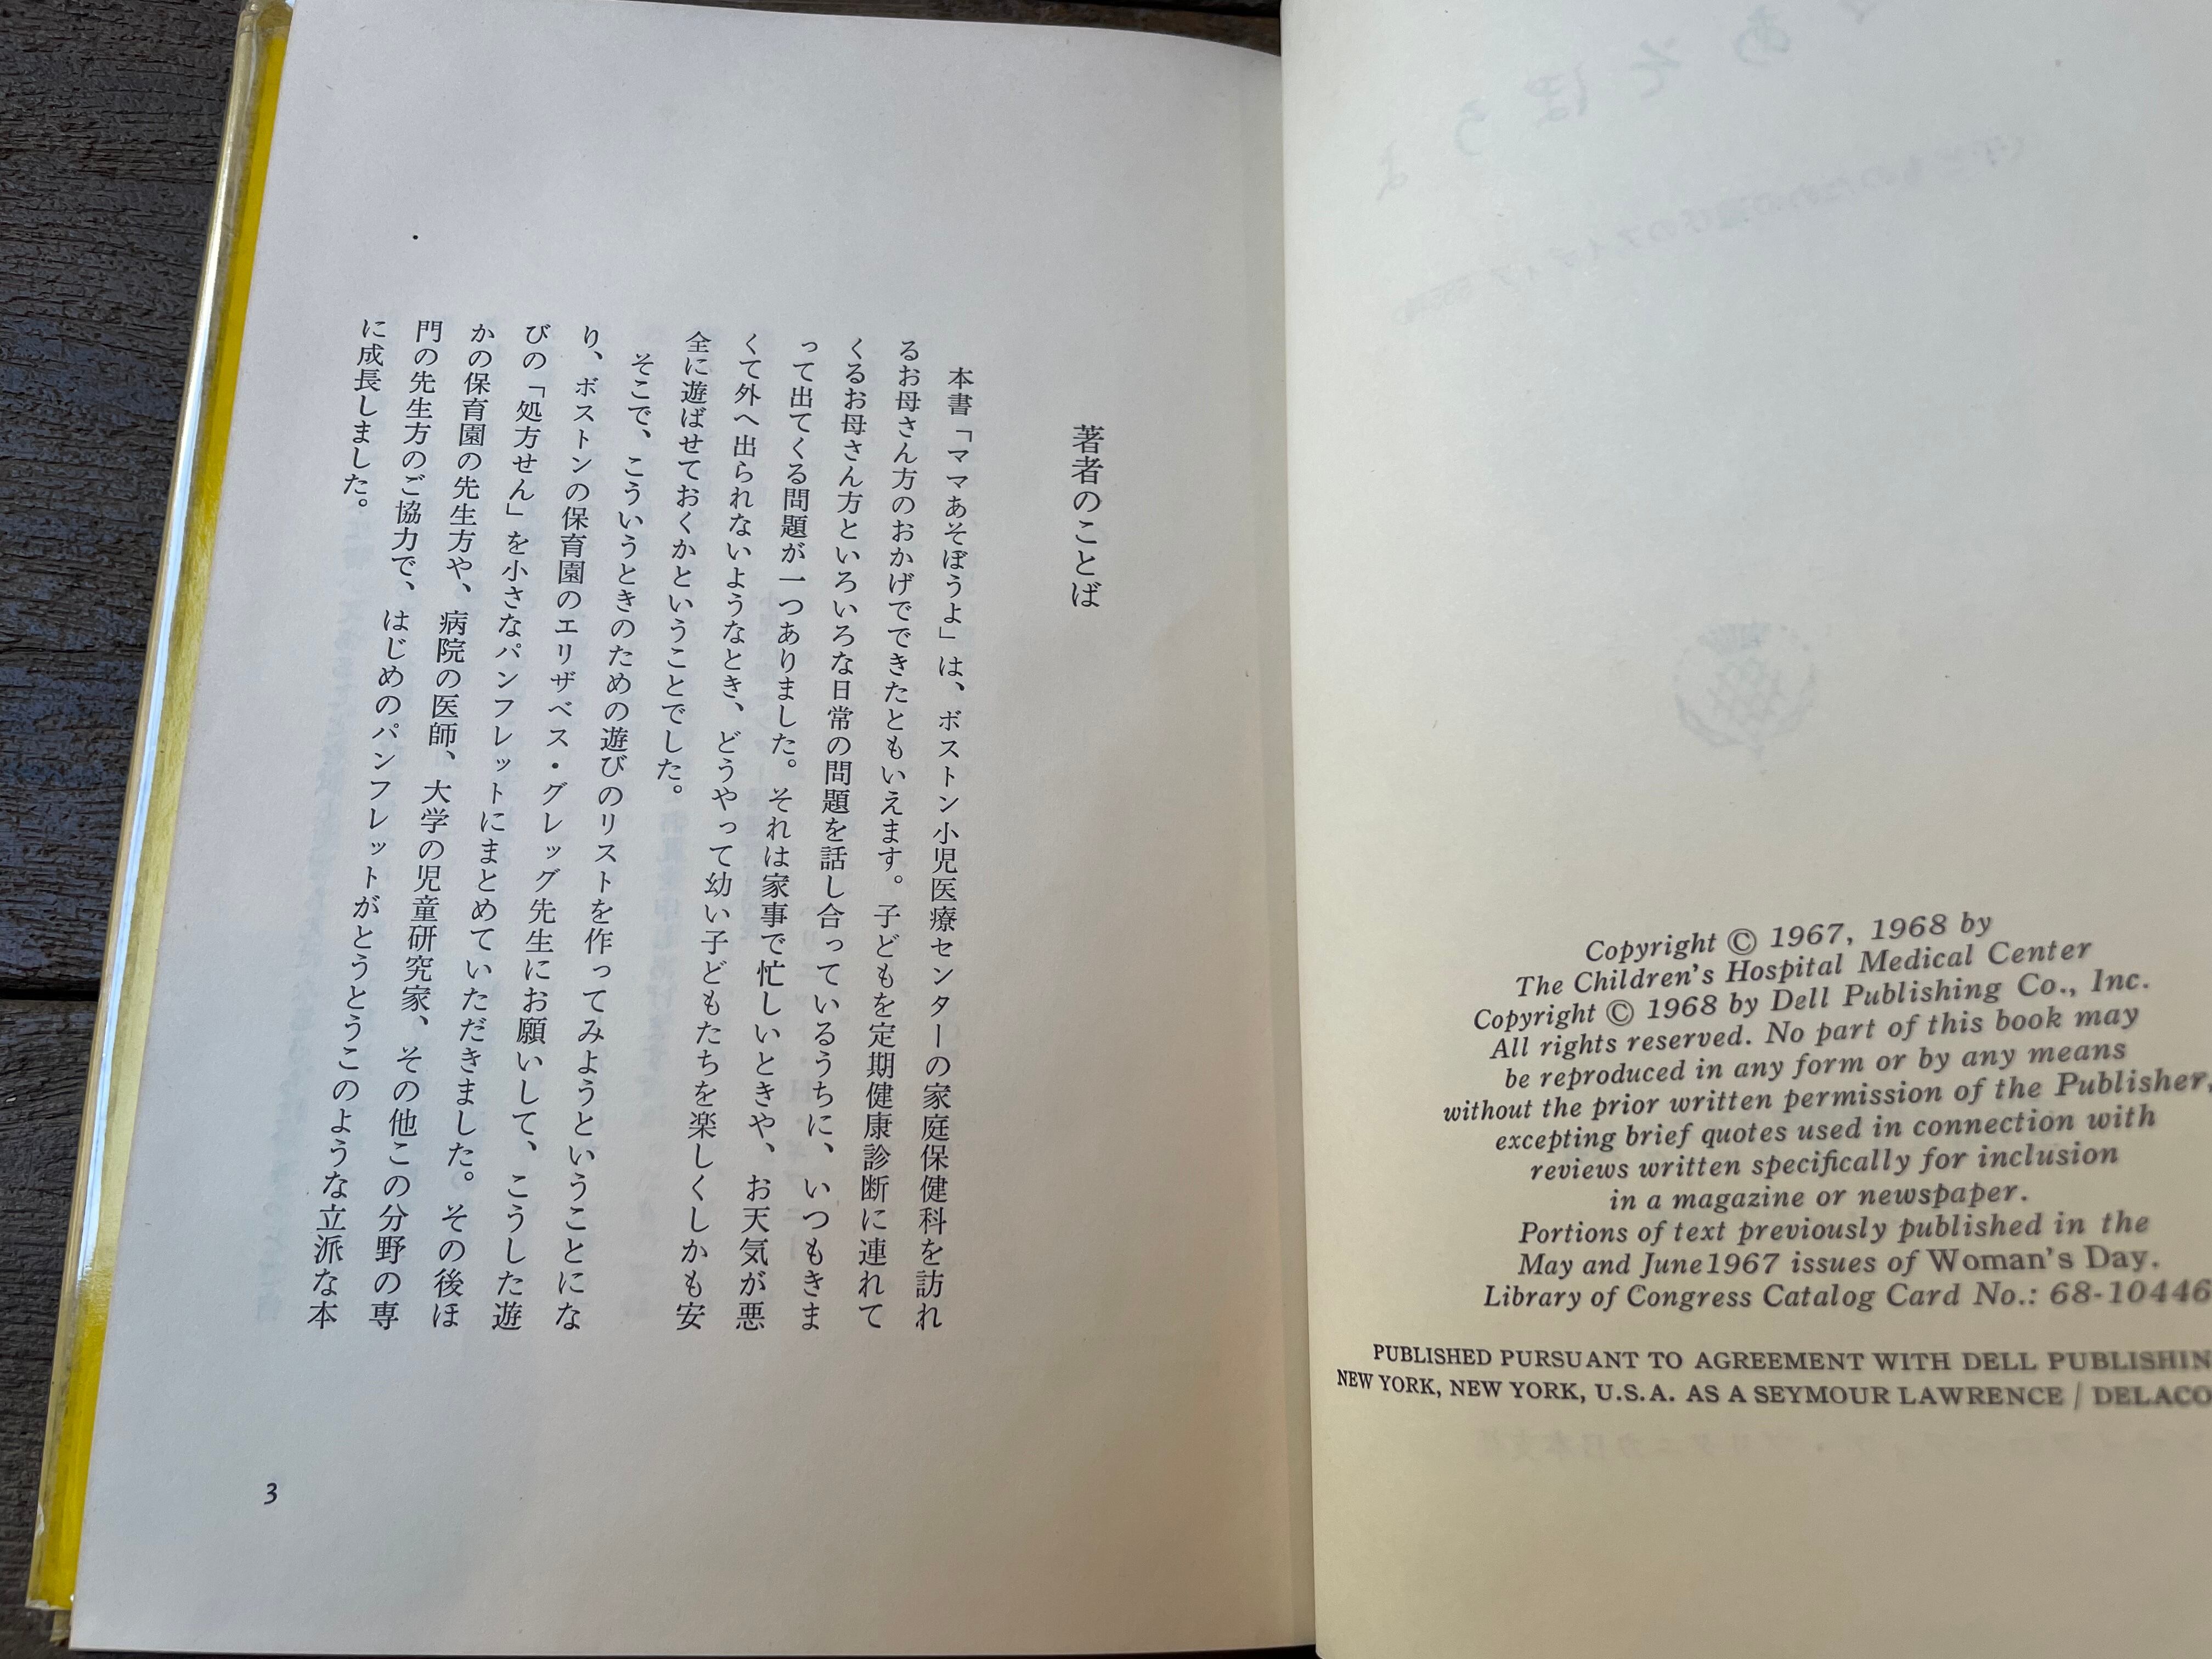 Copyright © 1967, 1968 by
The Children's Hospital Medical Center
Copyright © 1968 by Dell Publishing Co., Inc.
All rights reserved. No part of this book may
be reproduced in any form or by any means
without the prior written permission of the Publisher,
excepting brief quotes used in connection with
reviews written specifically for inclusion
in a magazine or newspaper.
Portions of text previously published in the
May and June 1967 issues of Woman's Day.
Library of Congress Catalog Card No.: 68-10446
PUBLISHED PURSUANT TO AGREEMENT WITH DELL PUBLISHIN
NEW YORK, NEW YORK, U.S.A. AS A SEYMOUR LAWRENCE / DELACO
著者のことば
本書「ママあそぼうよ」は、ボストン小児医療センターの家庭保健科を訪れ
るお母さん方のおかげでできたともいえます。子どもを定期健康診断に連れて
くるお母さん方といろいろな日常の問題を話し合っているうちに、いつもきま
って出てくる問題が一つありました。それは家事で忙しいときや、お天気が悪
くて外へ出られないようなとき、どうやって幼い子どもたちを楽しくしかも安
全に遊ばせておくかということでした。
そこで、こういうときのための遊びのリストを作ってみようということにな
り、ボストンの保育園のエリザベス・グレッグ先生にお願いして、こうした遊
びの「処方せん」を小さなパンフレットにまとめていただきました。その後ほ
かの保育園の先生方や、病院の医師、大学の児童研究家、その他この分野の専
門の先生方のご協力で、はじめのパンフレットがとうとうこのような立派な本
に成長しました。
3